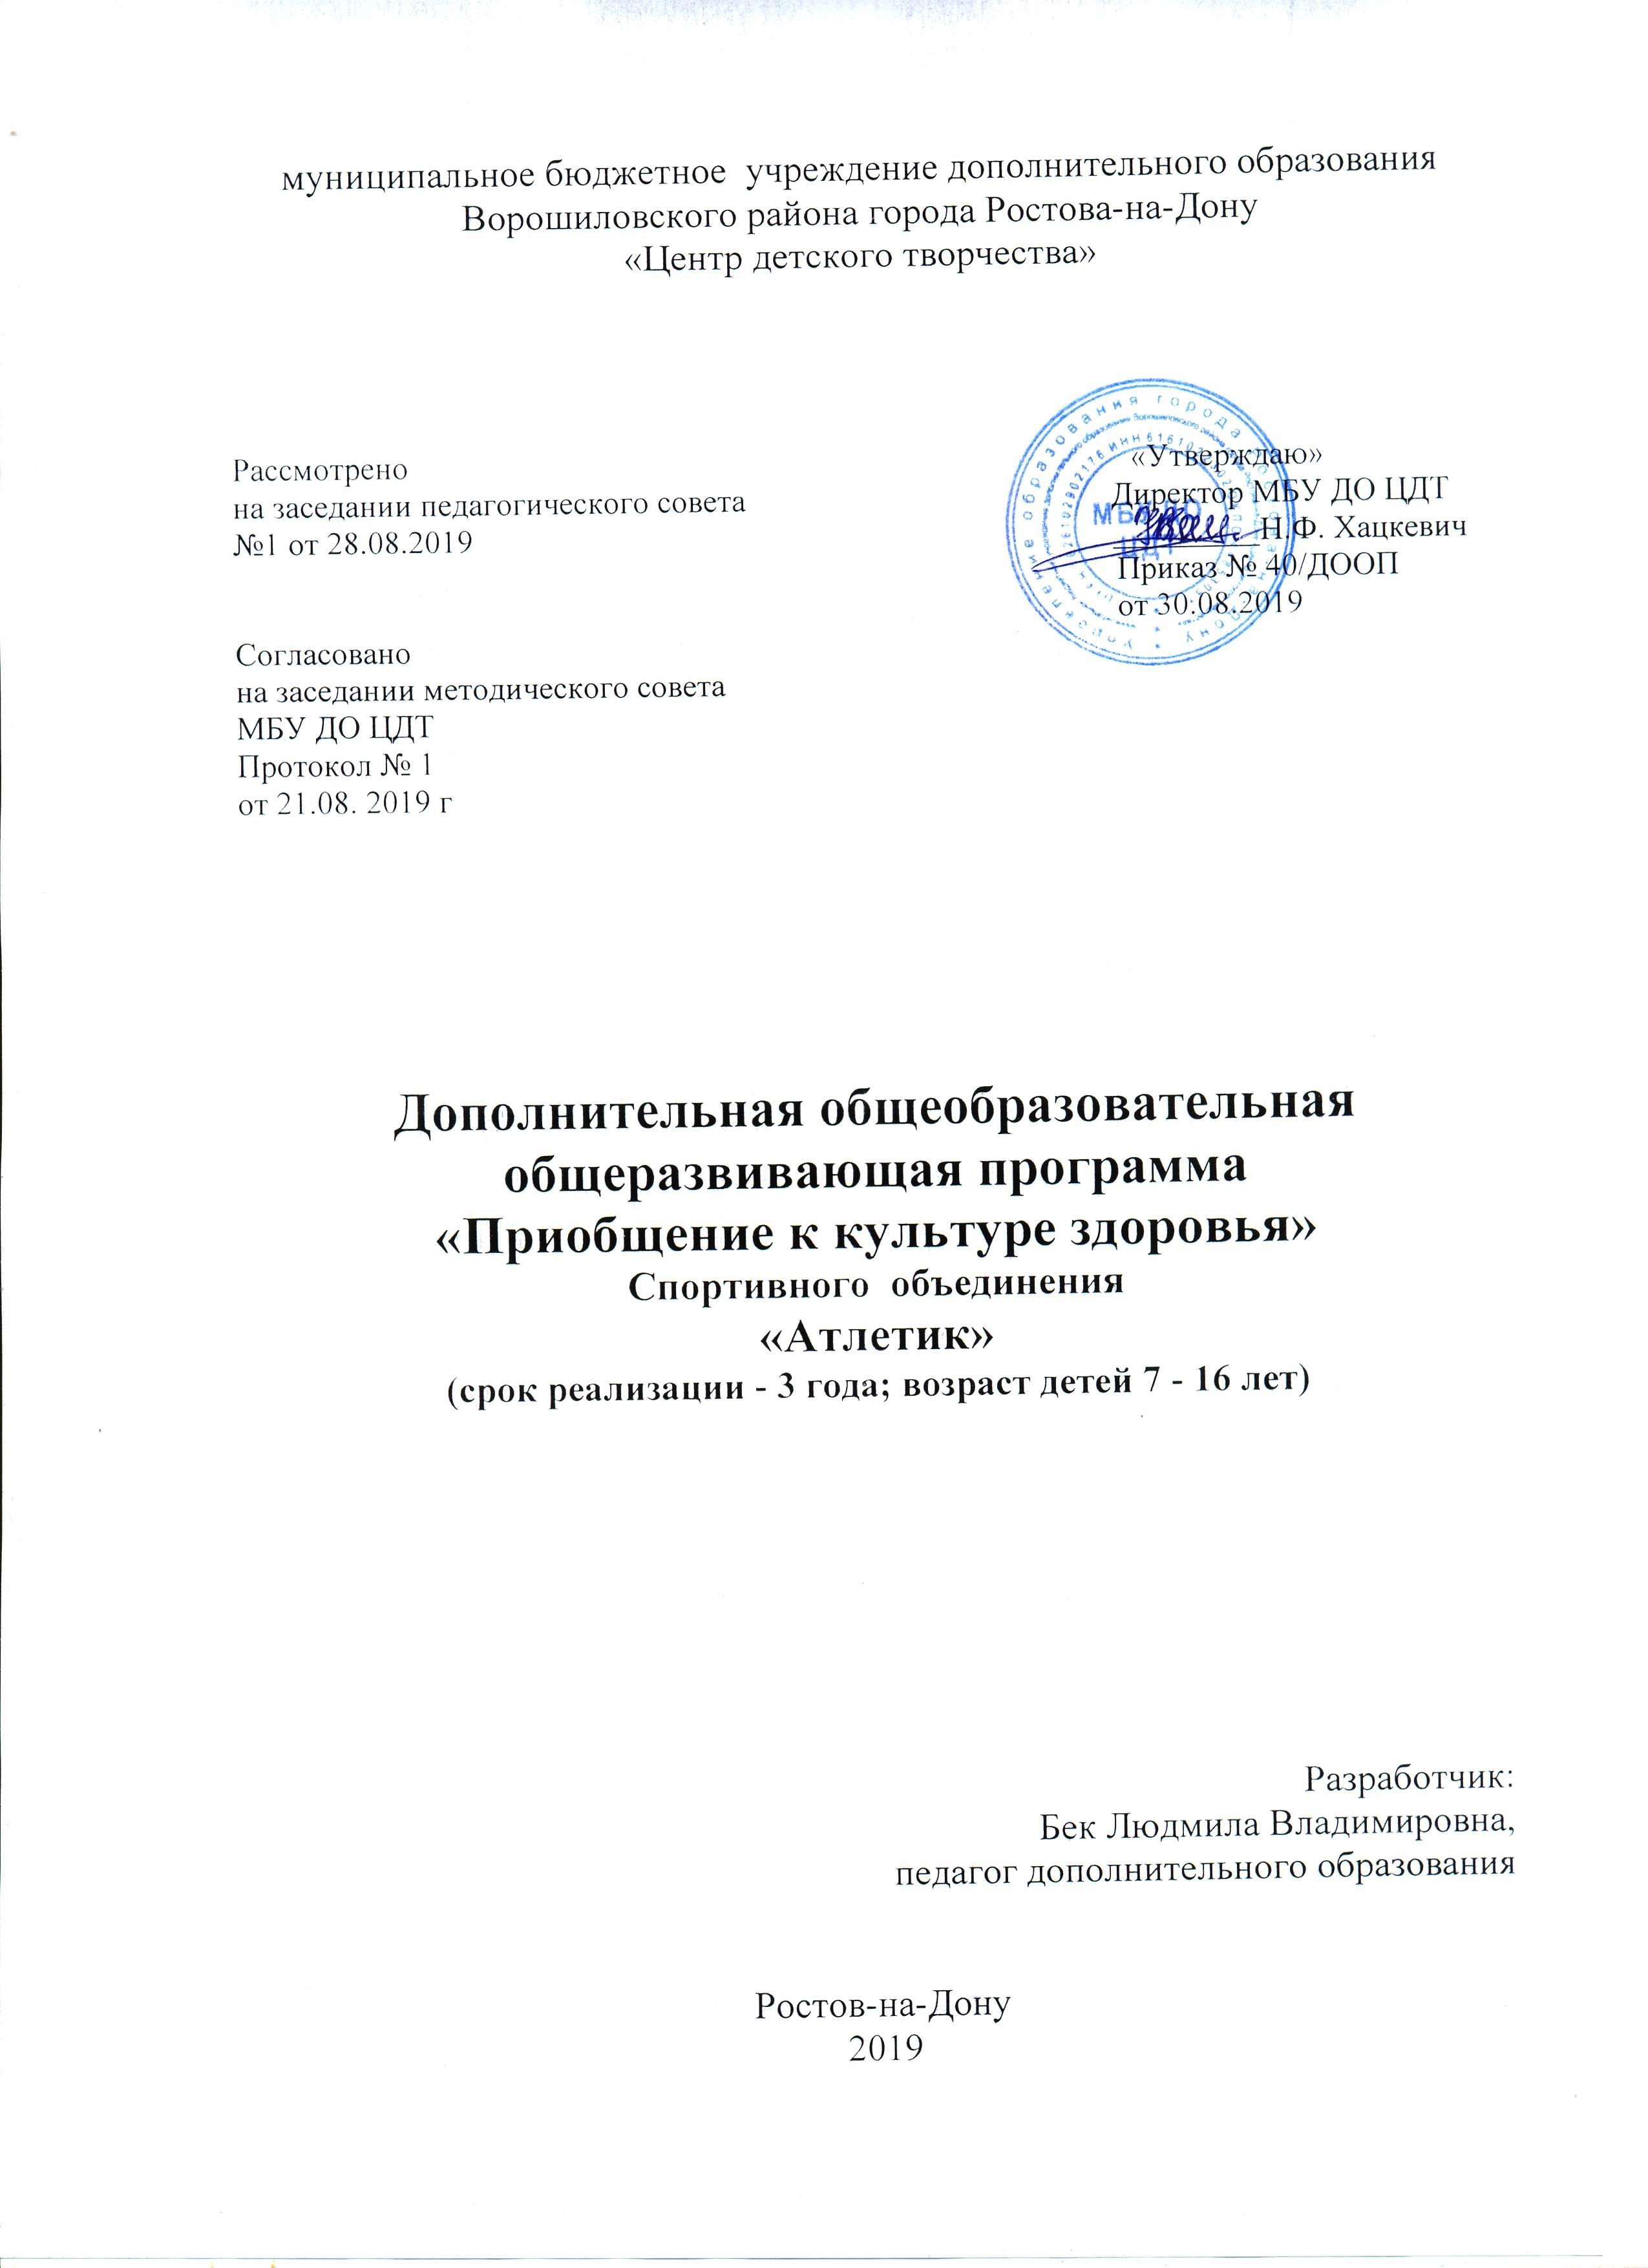 муниципальное бюджетное учреждение дополнительного образования
Ворошиловского района города Ростова-на-Дону
«Центр детского творчества»
Рассмотрено
на заседании педагогического совета
№1 от 28.08.2019
«Утверждаю»
Директор МБУ ДО ЦДТ
Н.Ф. Хацкевич
Приказ № 40/ДООП
от 30.08.2019
МБУ ДО
ЦДТ
Согласовано
на заседании методического совета
МБУ ДО ЦДТ
Протокол № 1
от 21.08. 2019 г
Дополнительная общеобразовательная
общеразвивающая программа
«Приобщение к культуре здоровья»
Спортивного объединения
«Атлетик»
(срок реализации - 3 года; возраст детей 7 - 16 лет)
Разработчик:
Бек Людмила Владимировна,
педагог дополнительного образования
Ростов-на-Дону
2019